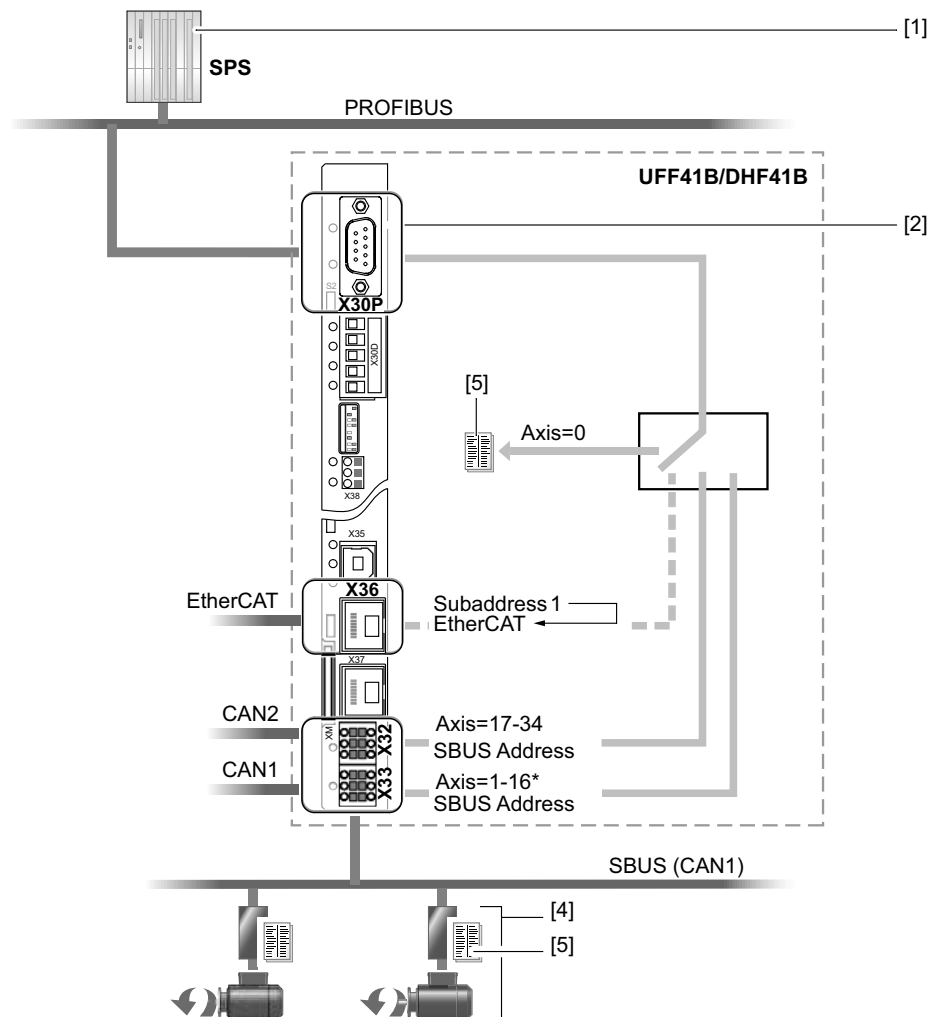 [1]
SPS
PROFIBUS
UFF41B/DHF41B
[2]
S2
X30P
X30D
[5]
Axis=0
X38
X35
X36
EtherCAT
Subaddress 1
EtherCAT
X37
CAN2
XM
X32
Axis=17-34
SBUS Address
CAN1
X33
Axis=1-16*
SBUS Address
SBUS (CAN1)
[4]
[5]